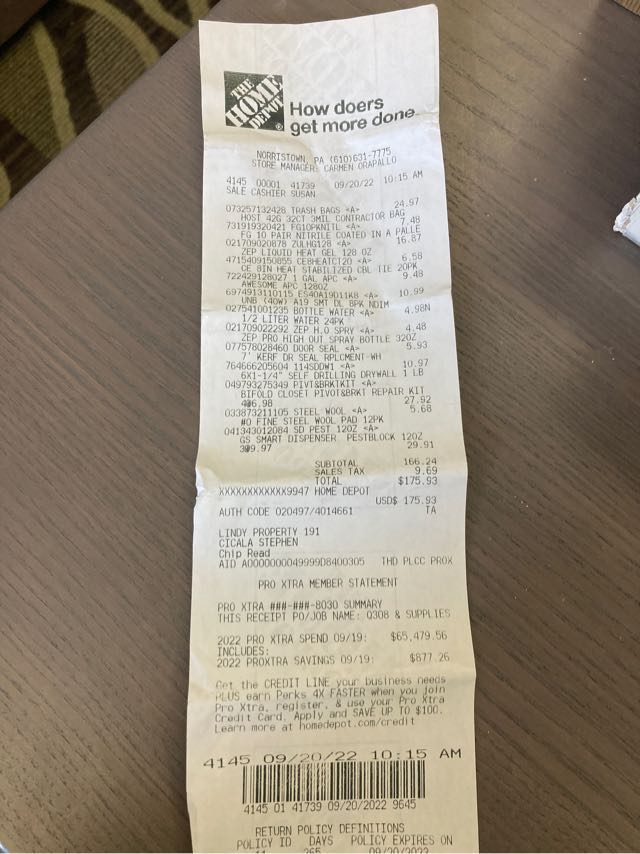 THE
HOME
DEPOT
How doers
get more done
NORRISTOWN, PA (610)631-7775
STORE MANAGER: CARMEN ORAPALLO
4145 00001 41739 09/20/22 10:15 AM
SALE CASHIER SUSAN
073257132428 TRASH BAGS <A> 24.97
HOST 42G 32CT 3MIL CONTRACTOR BAG
731919320421 FG10PKNITL <A> 7.48
FG 10 PAIR NITRILE COATED IN A PALLE
021709020878 ZULHG128 <A> 16.87
ZEP LIQUID HEAT GEL 128 OZ
4715409150855 CE8HEATCT20 <A> 6.58
CE 8IN HEAT STABILIZED CBL TIE 20PK
722429128027 1 GAL APC <A> 9.48
AWESOME APC 128OZ
6974913110115 ES40A19D11K8 <A> 10.99
UNB (40W) A19 SMT DL BPK NDIM
027541001235 BOTTLE WATER <A> 4.98N
1/2 LITER WATER 24PK
021709022292 ZEP H.O SPRY <A> 4.48
ZEP PRO HIGH OUT SPRAY BOTTLE 32OZ
077578028460 DOOR SEAL <A> 5.93
7' KERF DR SEAL RPLCMENT-WH
764666205604 114SDDW1 <A> 10.97
6X1-1/4" SELF DRILLING DRYWALL 1 LB
049793275349 PIVT&BRKTKIT <A>
BIFOLD CLOSET PIVOT&BRKT REPAIR KIT
4@6.98 27.92
033873211105 STEEL WOOL <A> 5.68
#0 FINE STEEL WOOL PAD 12PK
041343012084 SD PEST 12OZ <A>
GS SMART DISPENSER PESTBLOCK 12OZ
3@9.97 29.91
SUBTOTAL 166.24
SALES TAX 9.69
TOTAL $175.93
XXXXXXXXXXXX9947 HOME DEPOT
USD$ 175.93
AUTH CODE 020497/4014661 TA
LINDY PROPERTY 191
CICALA STEPHEN
Chip Read
AID A0000000049999D8400305 THD PLCC PROX
PRO XTRA MEMBER STATEMENT
PRO XTRA ###-###-8030 SUMMARY
THIS RECEIPT PO/JOB NAME: 0308 & SUPPLIES
2022 PRO XTRA SPEND 09/19: $65,479.56
INCLUDES:
2022 PROXTRA SAVINGS 09/19: $877.26
Get the CREDIT LINE your business needs
PLUS earn Perks 4X FASTER when you join
Pro Xtra, register, & use your Pro Xtra
Credit Card. Apply and SAVE UP TO $100.
Learn more at homedepot.com/credit
4145 09/20/22 10:15 AM
4145 01 41739 09/20/2022 9645
RETURN POLICY DEFINITIONS
POLICY ID DAYS POLICY EXPIRES ON
365 09/20/2023